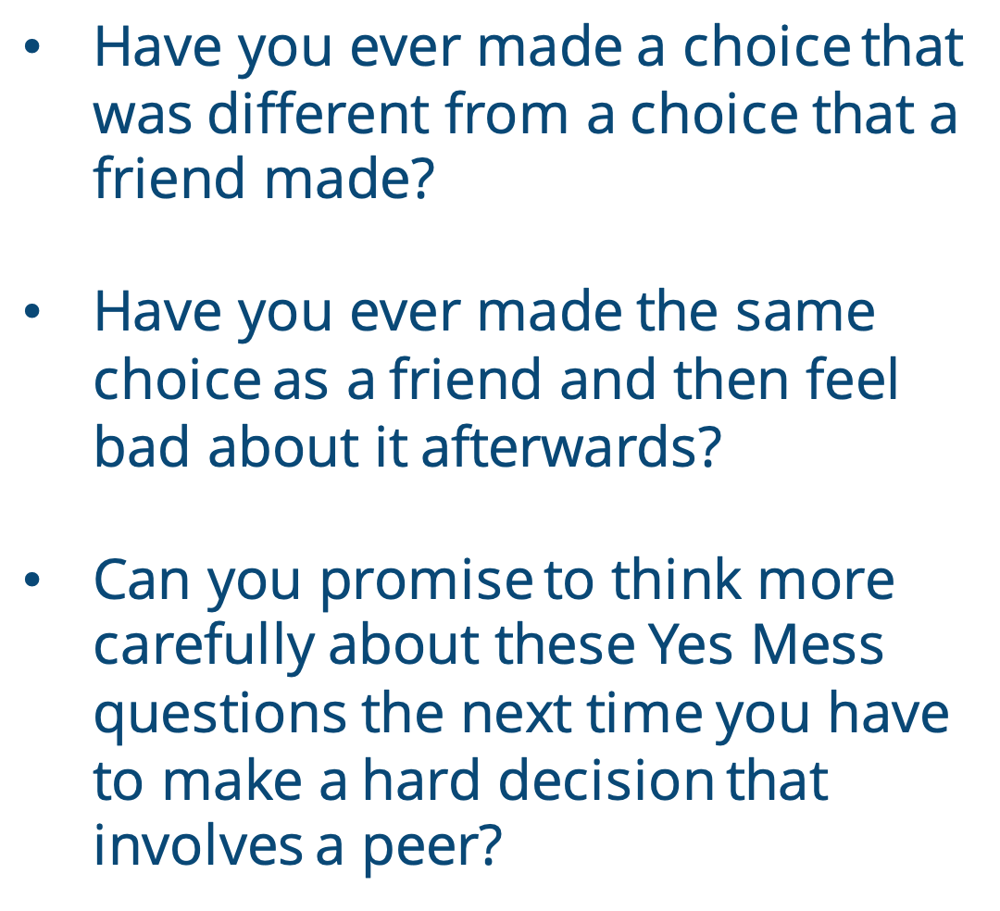 • Have you ever made a choice that
was different from a choice that a
friend made?
• Have you ever made the same
choice as a friend and then feel
bad about it afterwards?
• Can you promise to think more
carefully about these Yes Mess
questions the next time you have
to make a hard decision that
involves a peer?